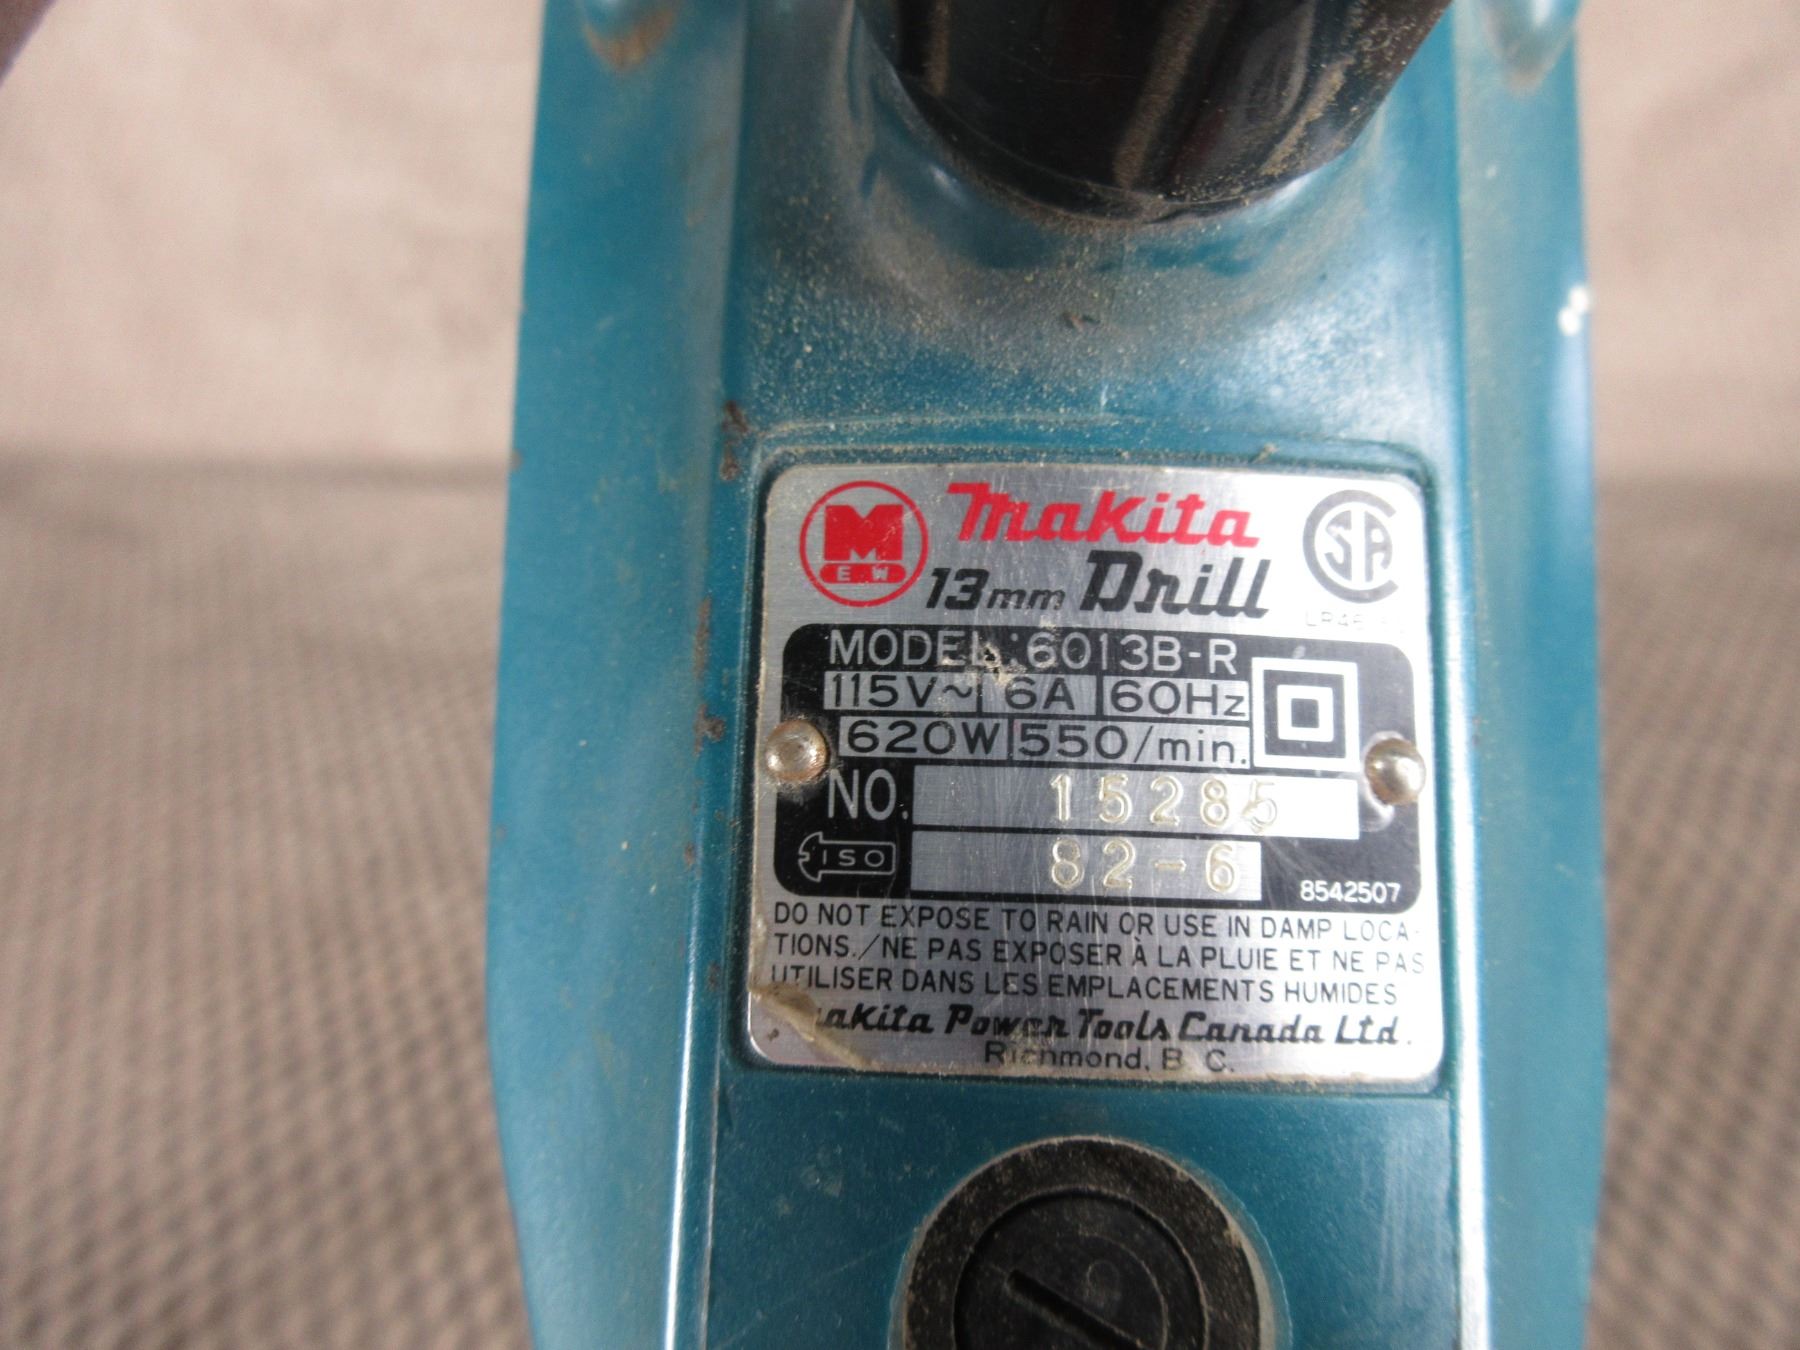 M
E W
Makita
CSA
13mm Drill
MODEL: 6013B-R
115V~ 6A 60Hz
620W 550/min.
NO. 15285
ISO 82-6
8542507
DO NOT EXPOSE TO RAIN OR USE IN DAMP LOCA-
TIONS./NE PAS EXPOSER À LA PLUIE ET NE PAS
UTILISER DANS LES EMPLACEMENTS HUMIDES
Makita Power Tools Canada Ltd.
Richmond, B.C.